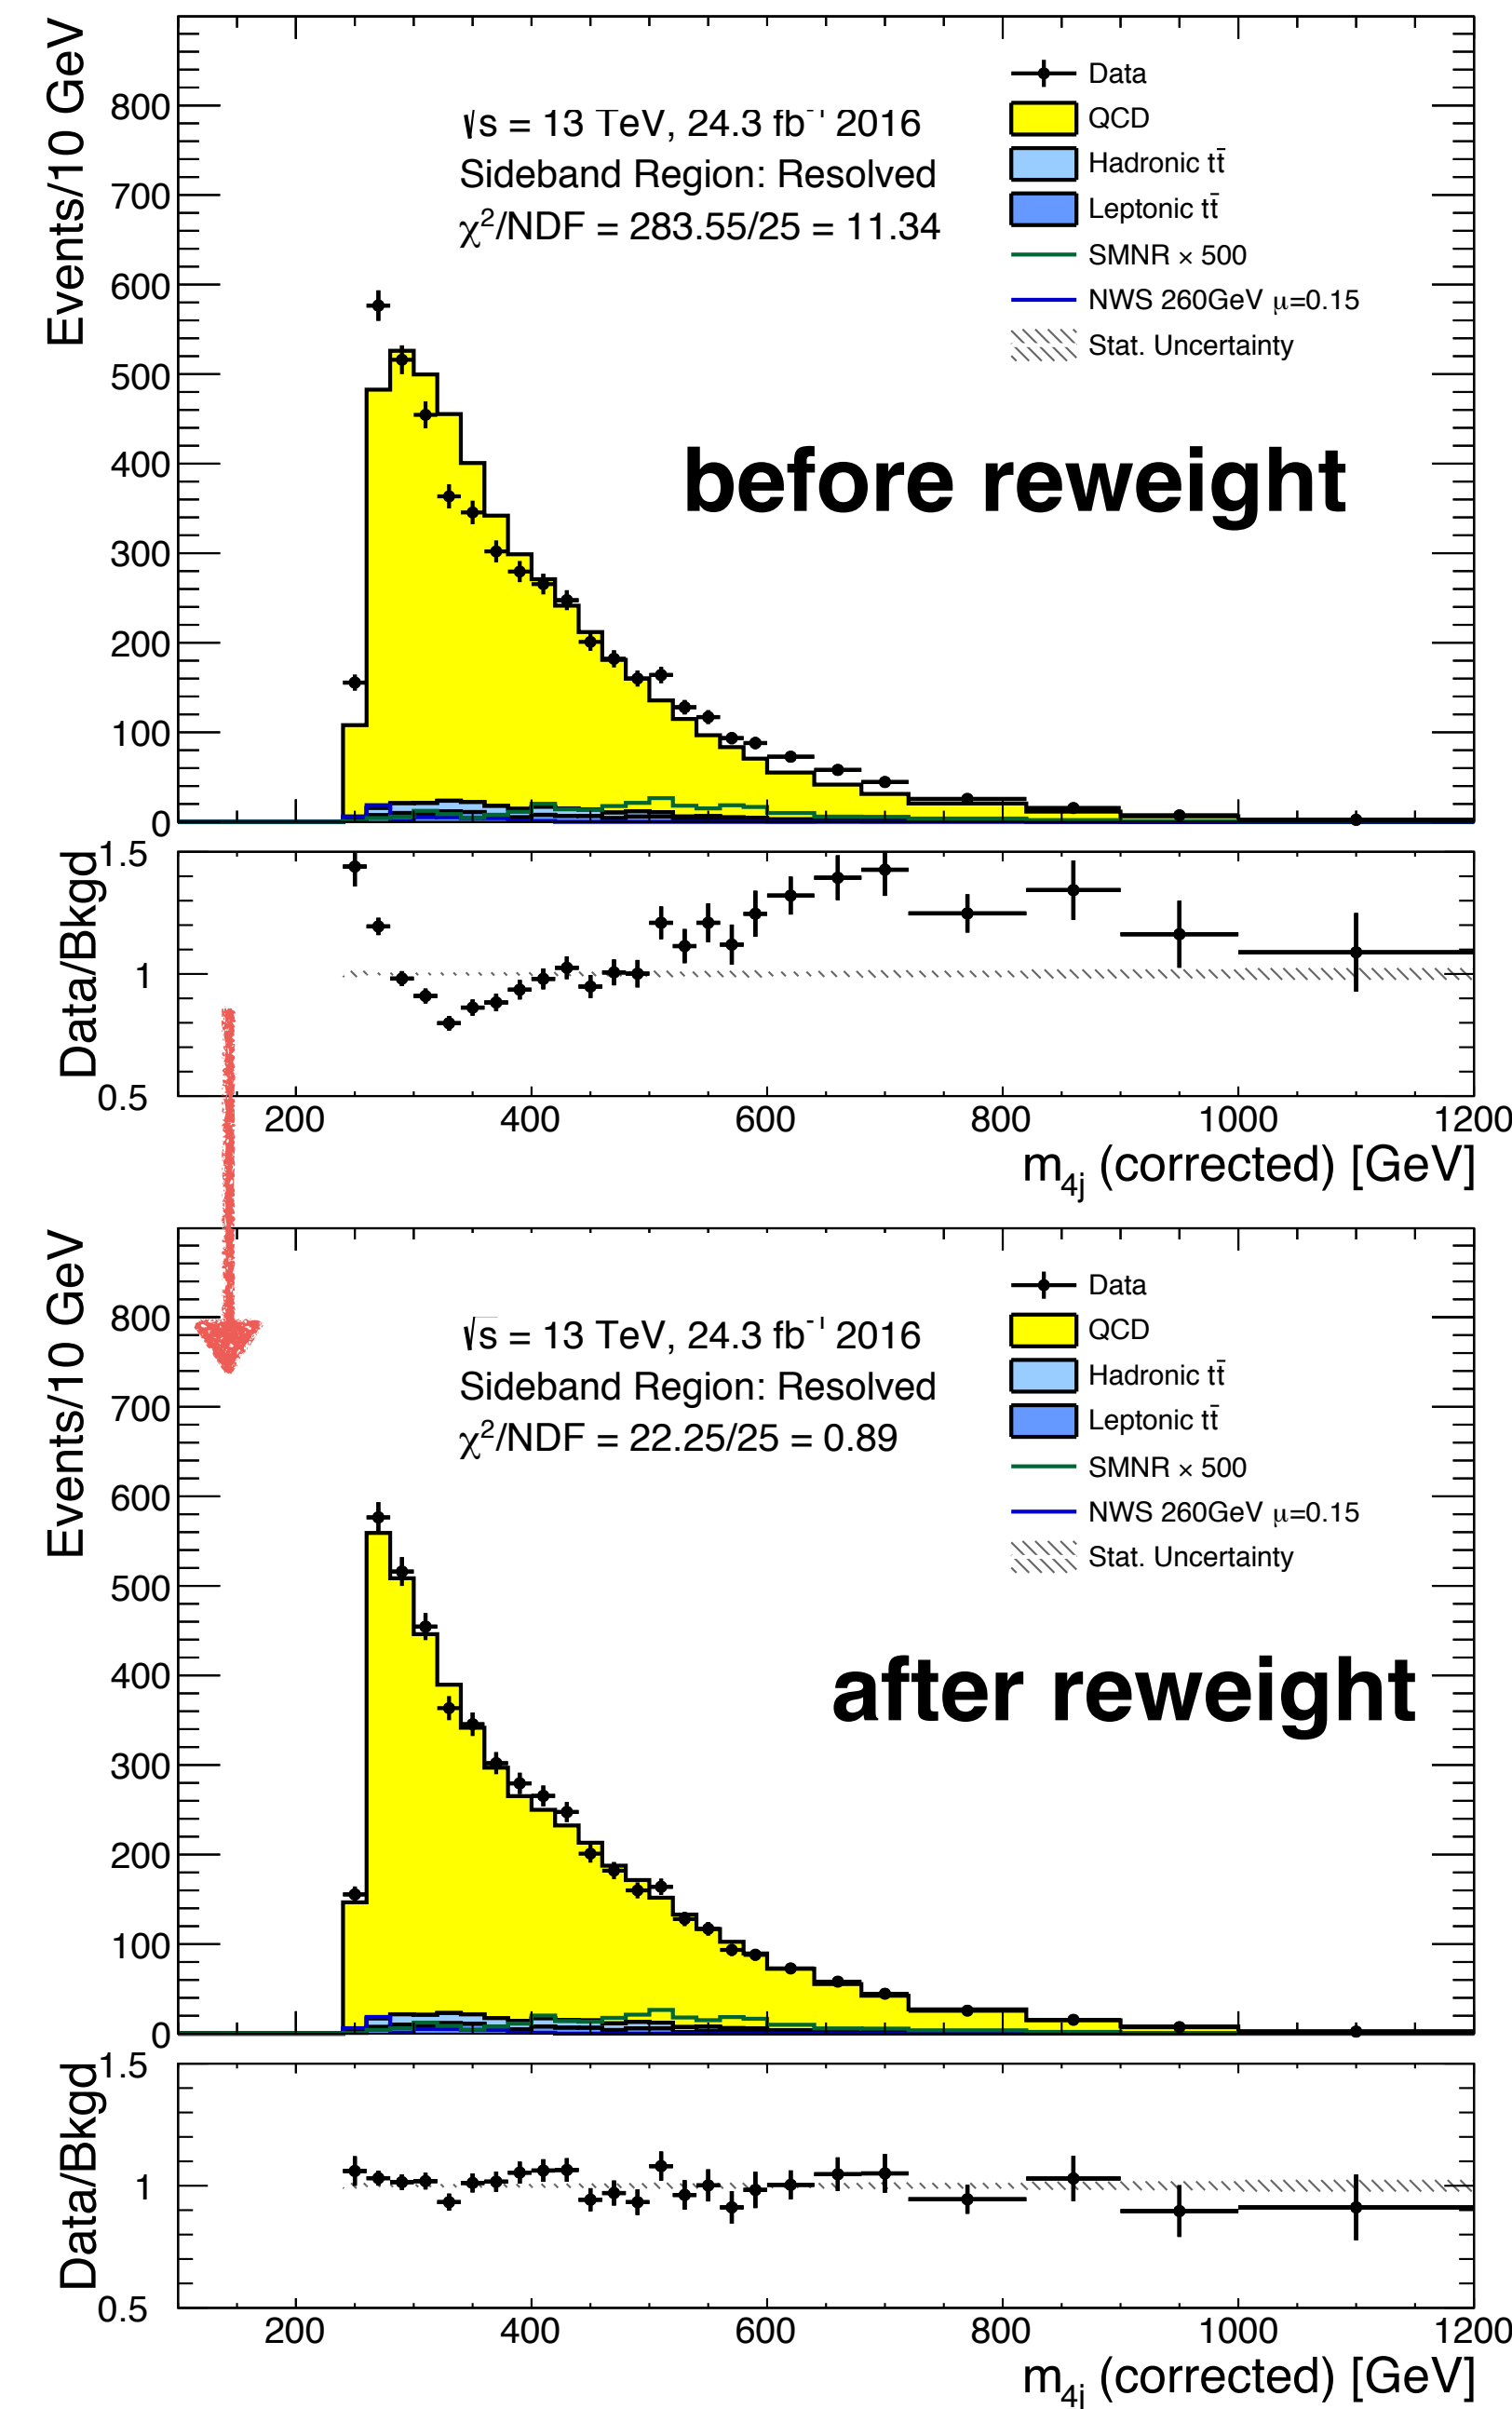 Events/10 GeV
800
700
600
500
400
300
200
100
0
√s = 13 TeV, 24.3 fb⁻¹ 2016
Sideband Region: Resolved
χ²/NDF = 283.55/25 = 11.34
Data
QCD
Hadronic tt̄
Leptonic tt̄
SMNR × 500
NWS 260GeV μ=0.15
Stat. Uncertainty
before reweight
Data/Bkgd
1.5
1
0.5
200 400 600 800 1000 1200
m₄ⱼ (corrected) [GeV]
Events/10 GeV
800
700
600
500
400
300
200
100
0
√s = 13 TeV, 24.3 fb⁻¹ 2016
Sideband Region: Resolved
χ²/NDF = 22.25/25 = 0.89
Data
QCD
Hadronic tt̄
Leptonic tt̄
SMNR × 500
NWS 260GeV μ=0.15
Stat. Uncertainty
after reweight
Data/Bkgd
1.5
1
0.5
200 400 600 800 1000 1200
m₄ⱼ (corrected) [GeV]